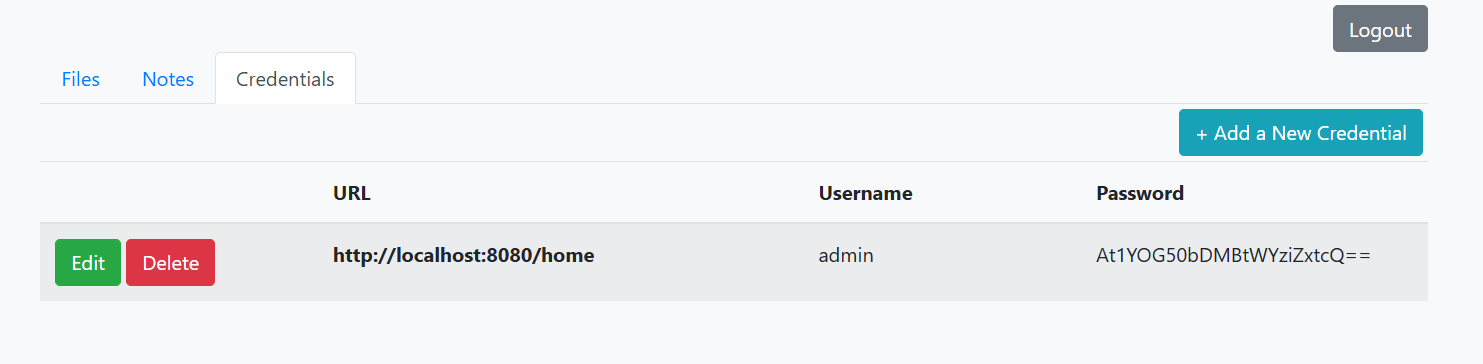 Logout
Files Notes Credentials
+ Add a New Credential
URL Username Password
Edit Delete http://localhost:8080/home admin At1YOG50bDMBtWYziZxtcQ==